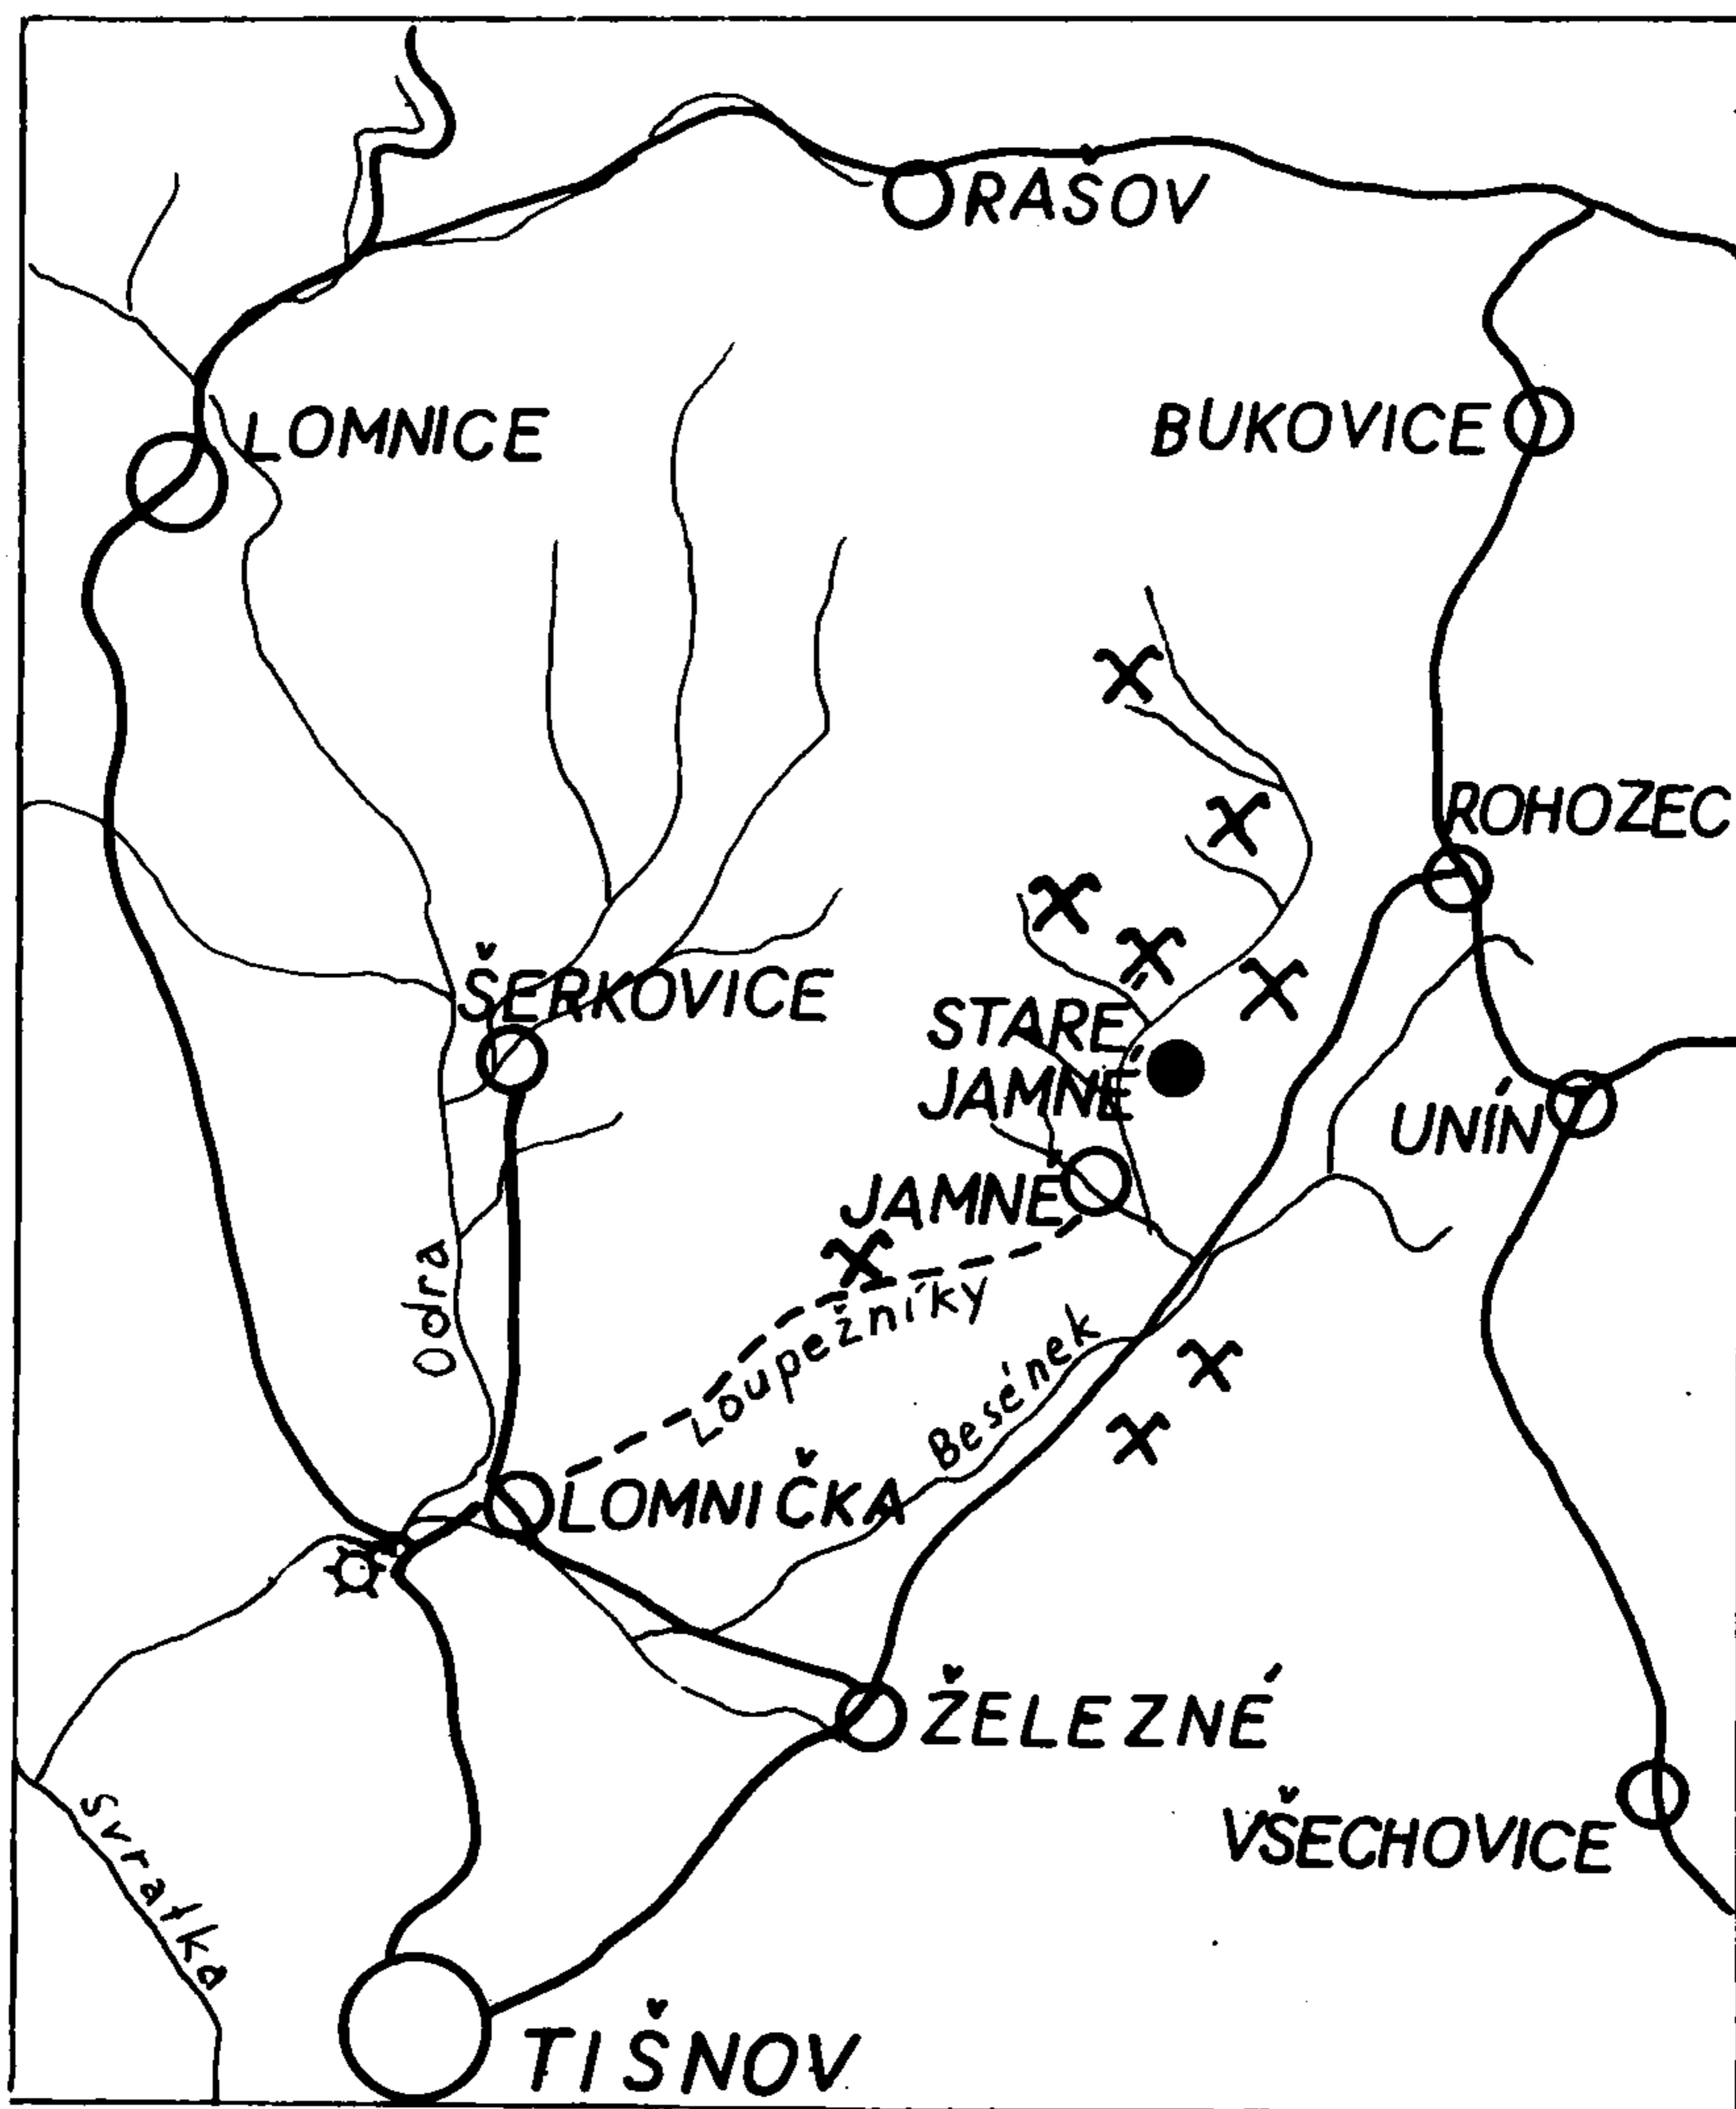 RAŠOV
LOMNICE
BUKOVICE
ROHOZEC
ŠERKOVICE
STARÉ
JAMNÉ
UNÍN
JAMNÉ
Odra
Loupežníky
Besének
LOMNIČKA
ŽELEZNÉ
Svratka
VŠECHOVICE
TIŠNOV